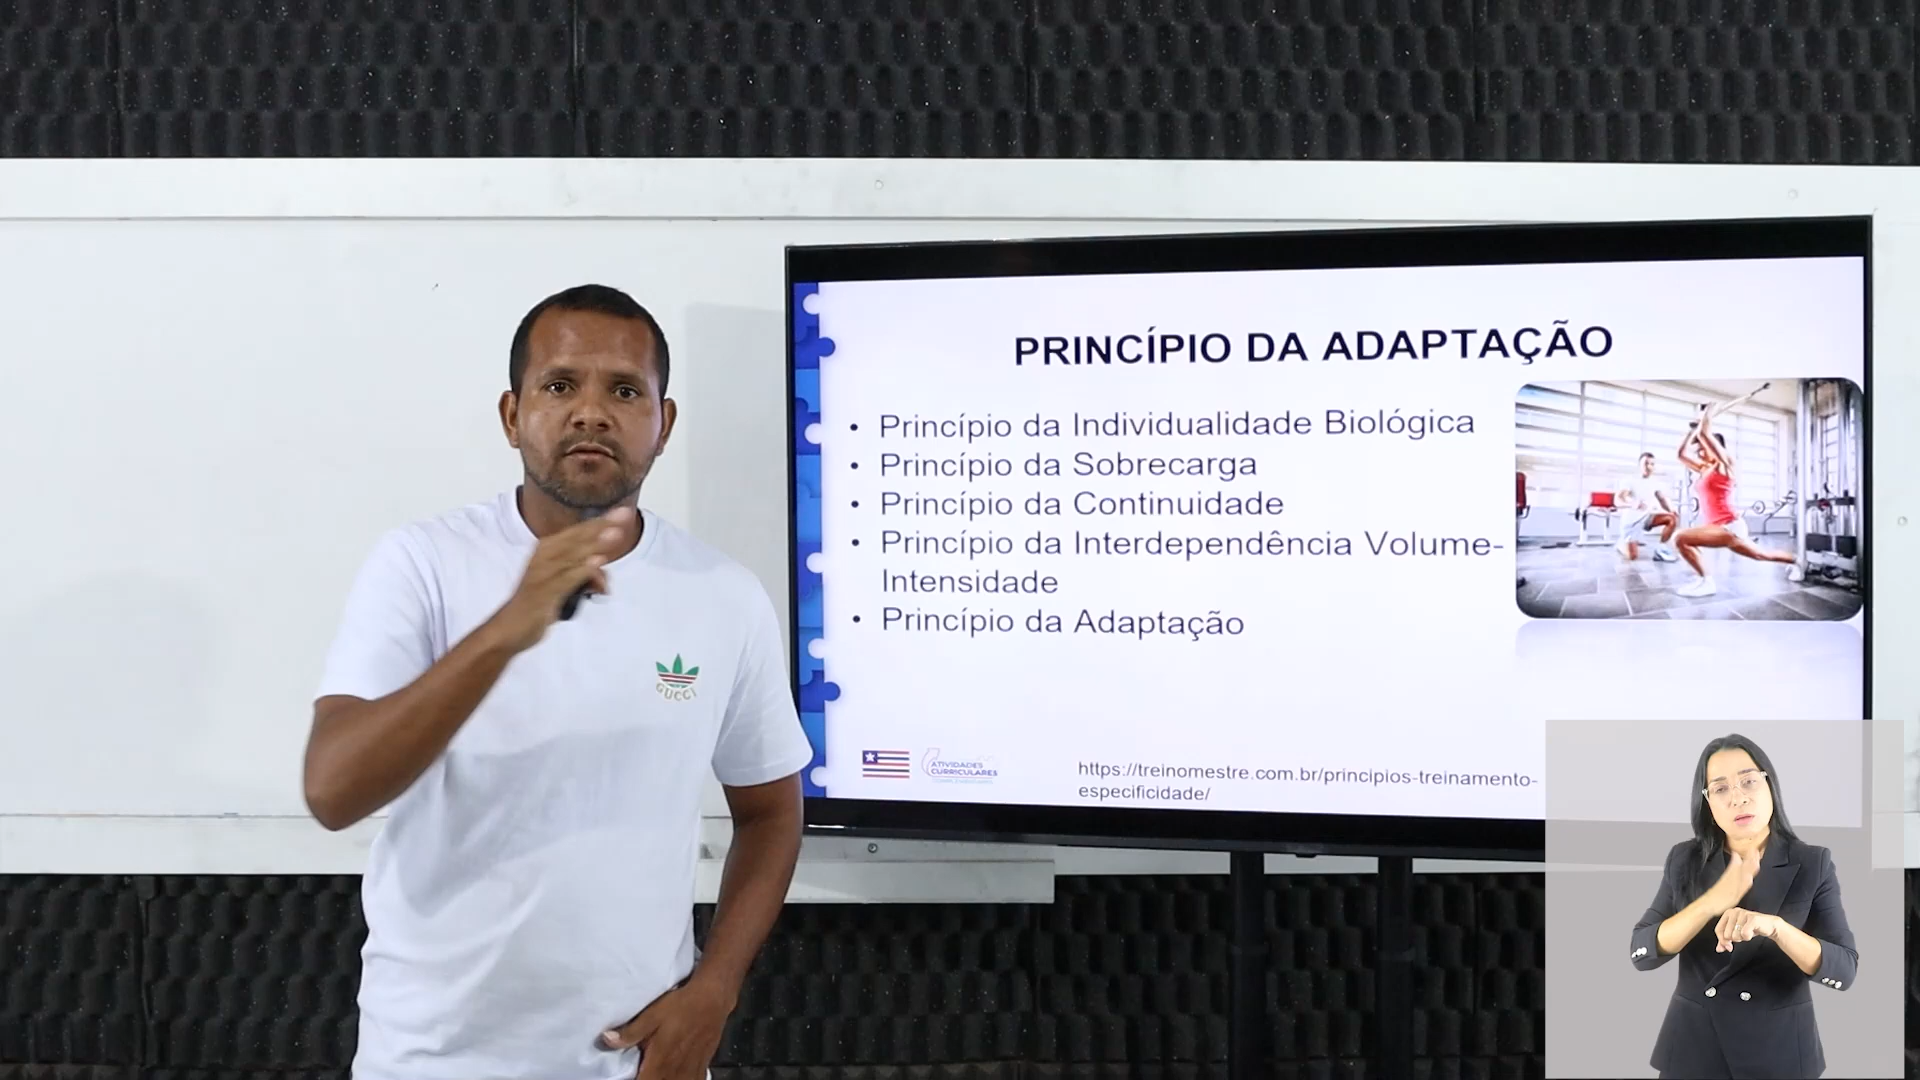 PRINCÍPIO DA ADAPTAÇÃO
• Princípio da Individualidade Biológica
• Princípio da Sobrecarga
• Princípio da Continuidade
• Princípio da Interdependência Volume-
Intensidade
• Princípio da Adaptação
GUCCI
ATIVIDADES
CURRICULARES
https://treinomestre.com.br/principios-treinamento-
especificidade/